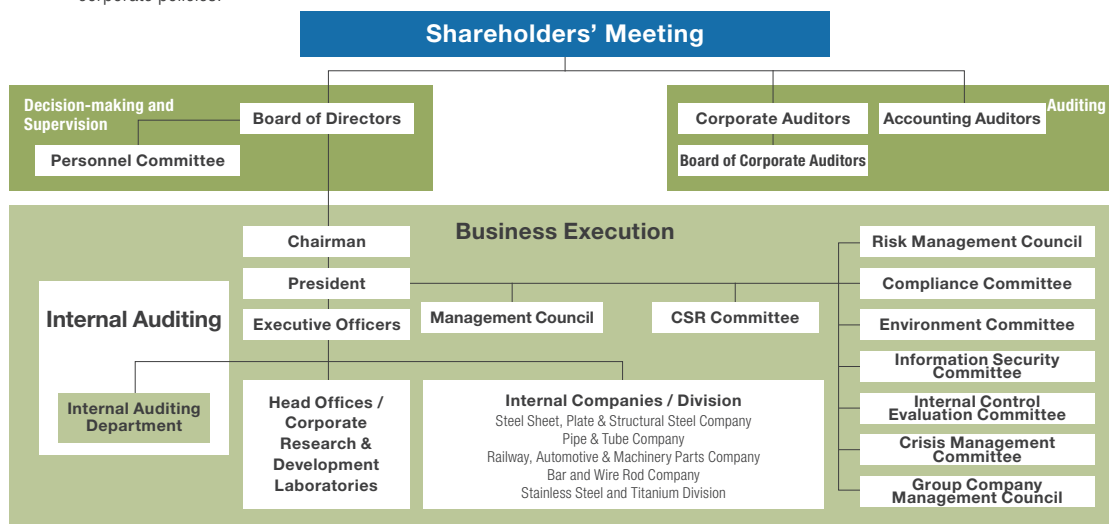 corporate policies.
Shareholders’ Meeting
Decision-making and
Supervision
Board of Directors
Personnel Committee
Corporate Auditors
Accounting Auditors
Auditing
Board of Corporate Auditors
Business Execution
Chairman
President
Executive Officers
Management Council
CSR Committee
Risk Management Council
Compliance Committee
Environment Committee
Information Security
Committee
Internal Control
Evaluation Committee
Crisis Management
Committee
Group Company
Management Council
Internal Auditing
Internal Auditing
Department
Head Offices /
Corporate
Research &
Development
Laboratories
Internal Companies / Division
Steel Sheet, Plate & Structural Steel Company
Pipe & Tube Company
Railway, Automotive & Machinery Parts Company
Bar and Wire Rod Company
Stainless Steel and Titanium Division